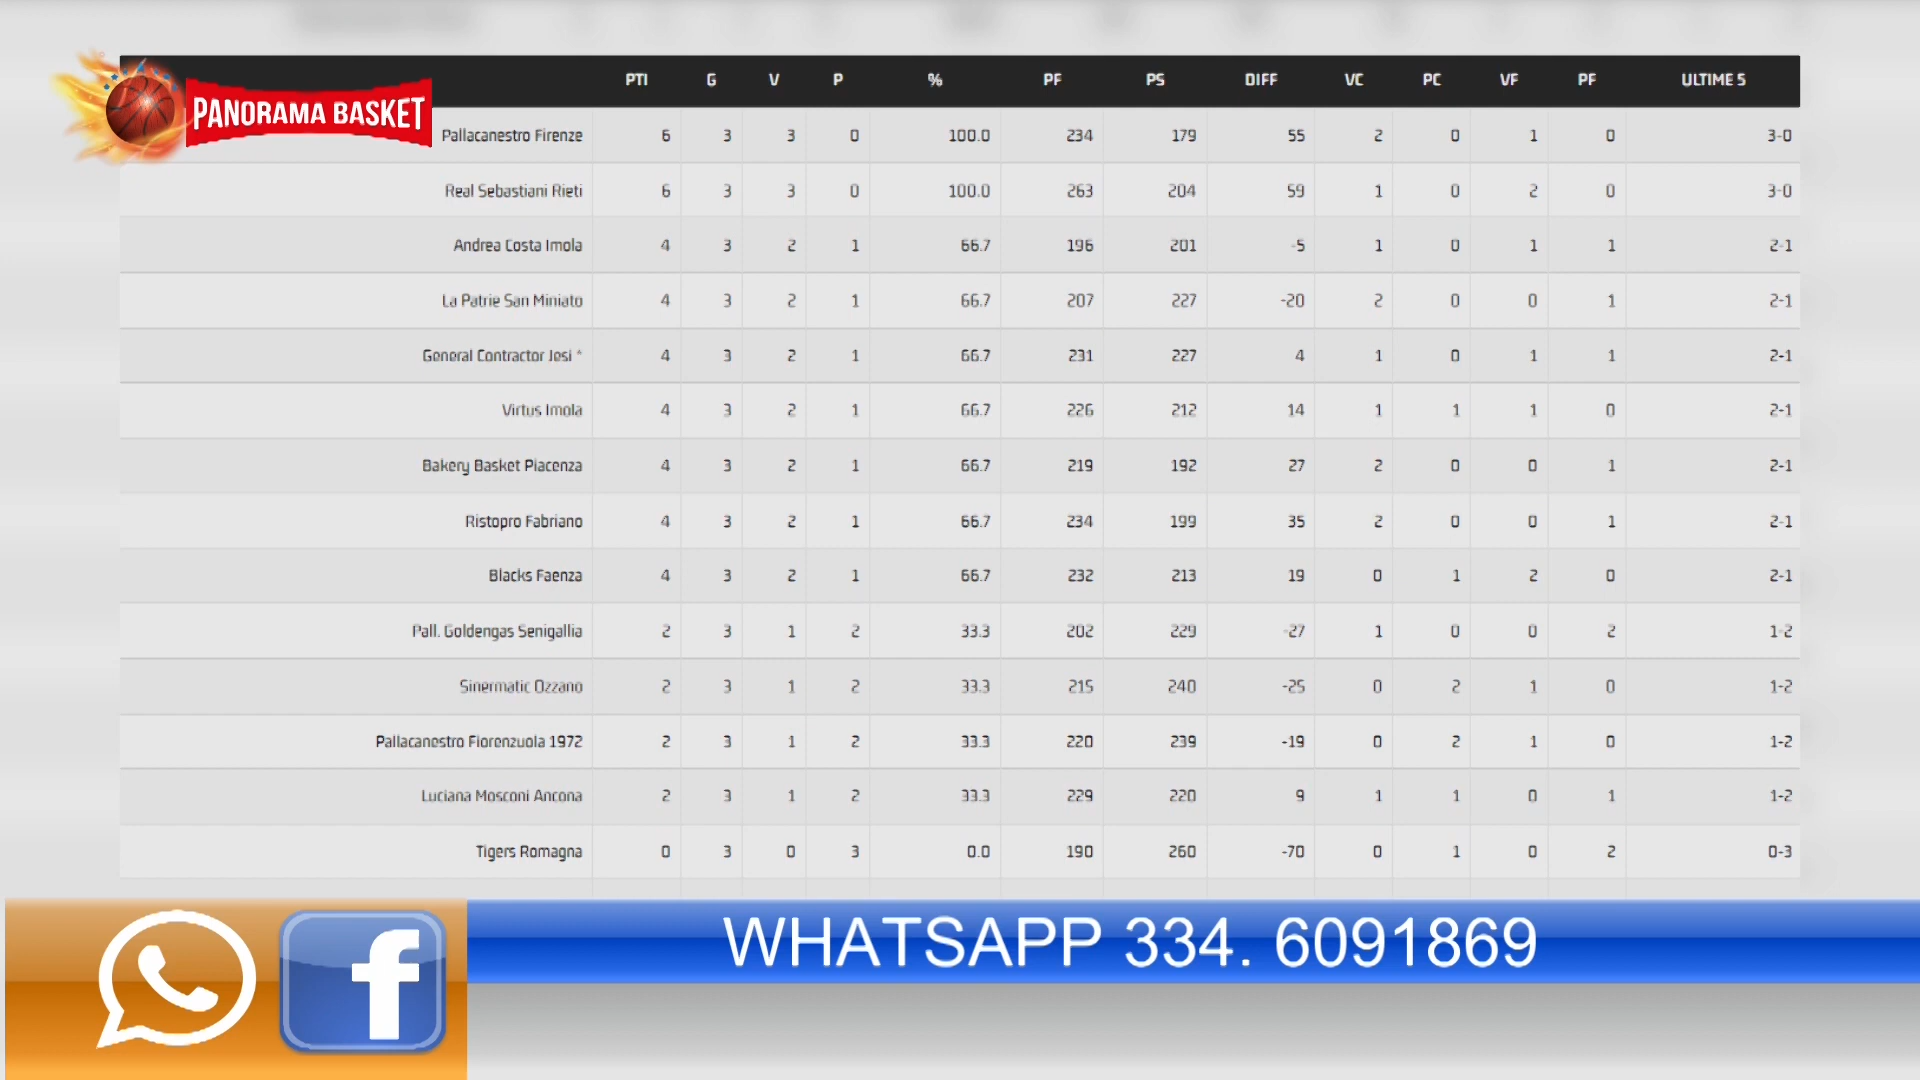 PANORAMA BASKET
PTI G V P % PF PS DIFF VC PC VF PF ULTIME 5
Pallacanestro Firenze 6 3 3 0 100.0 234 179 55 2 0 1 0 3-0
Real Sebastiani Rieti 6 3 3 0 100.0 263 204 59 1 0 2 0 3-0
Andrea Costa Imola 4 3 2 1 66.7 196 201 -5 1 0 1 1 2-1
La Patrie San Miniato 4 3 2 1 66.7 207 227 -20 2 0 0 1 2-1
General Contractor Jesi * 4 3 2 1 66.7 231 227 4 1 0 1 1 2-1
Virtus Imola 4 3 2 1 66.7 226 212 14 1 1 1 0 2-1
Bakery Basket Piacenza 4 3 2 1 66.7 219 192 27 2 0 0 1 2-1
Ristopro Fabriano 4 3 2 1 66.7 234 199 35 2 0 0 1 2-1
Blacks Faenza 4 3 2 1 66.7 232 213 19 0 1 2 0 2-1
Pall. Goldengas Senigallia 2 3 1 2 33.3 202 229 -27 1 0 0 2 1-2
Sinermatic Ozzano 2 3 1 2 33.3 215 240 -25 0 2 1 0 1-2
Pallacanestro Fiorenzuola 1972 2 3 1 2 33.3 220 239 -19 0 2 1 0 1-2
Luciana Mosconi Ancona 2 3 1 2 33.3 229 220 9 1 1 0 1 1-2
Tigers Romagna 0 3 0 3 0.0 190 260 -70 0 1 0 2 0-3
WHATSAPP 334. 6091869